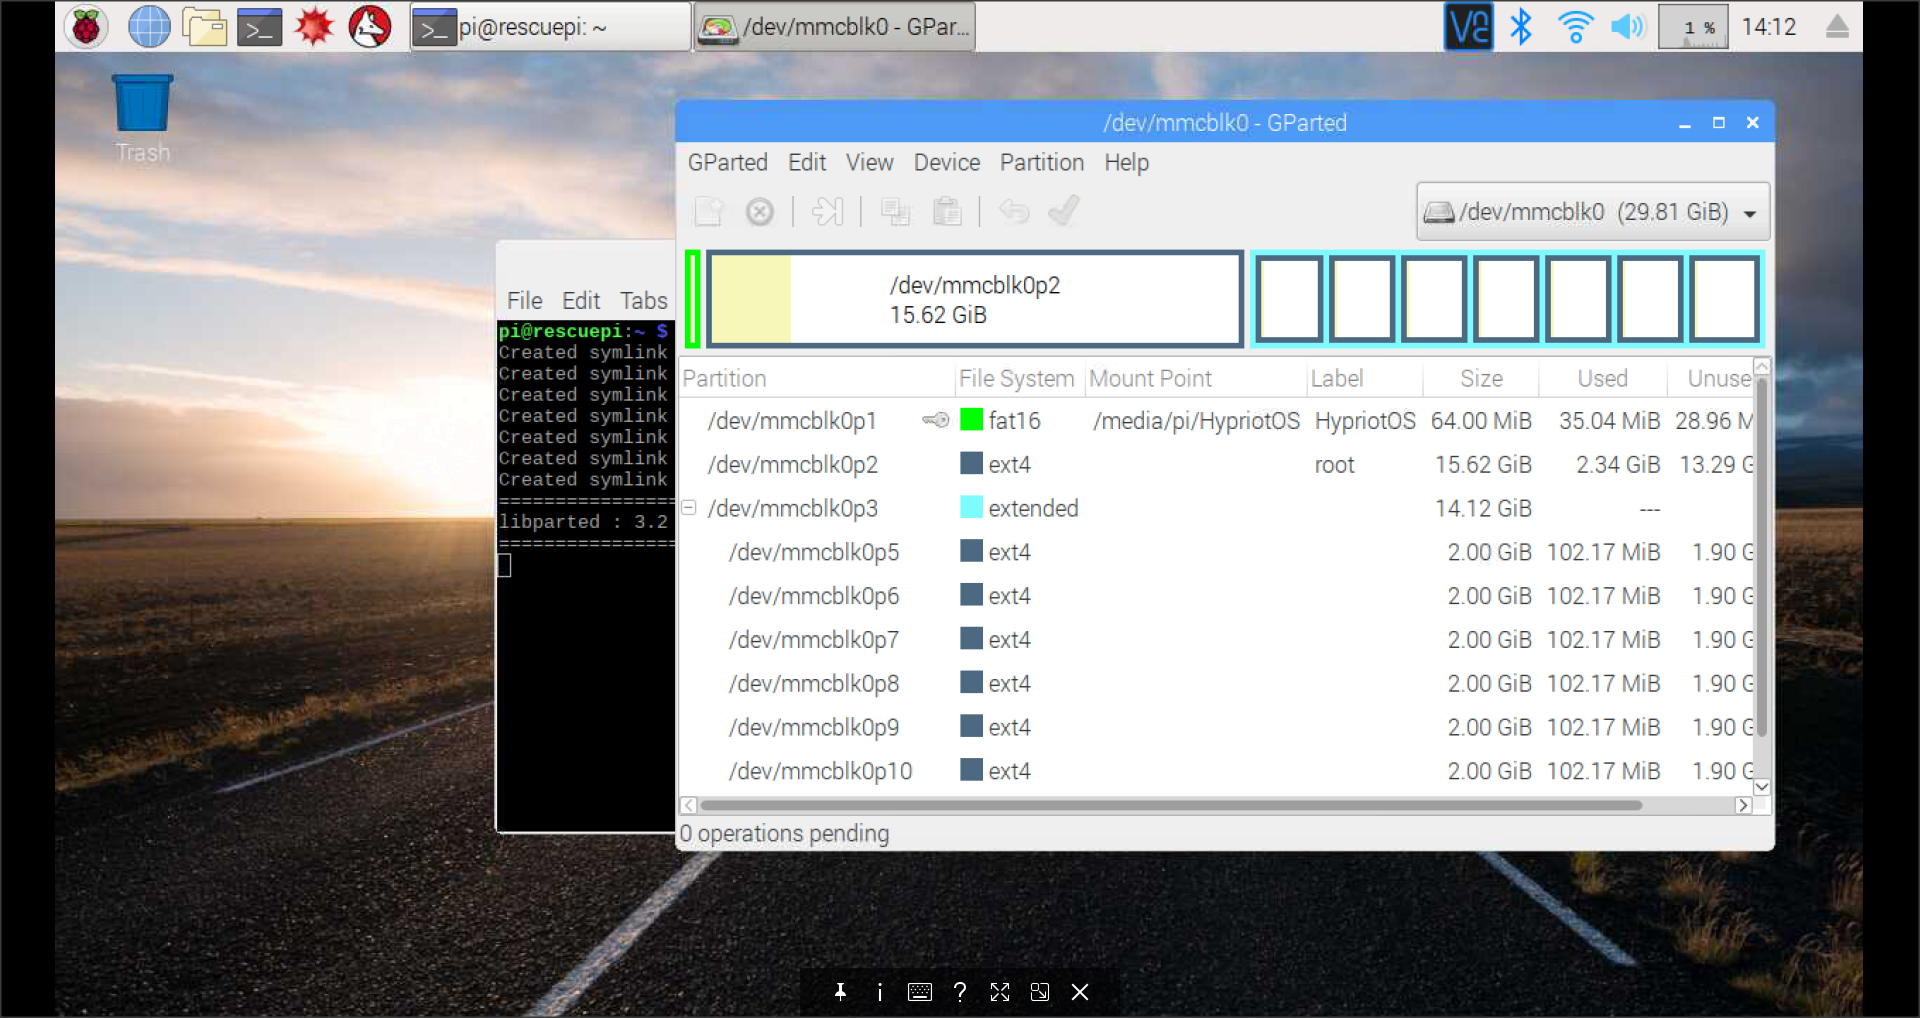 pi@rescuepi: ~
/dev/mmcblk0 - GPar...
1 %
14:12
Trash
/dev/mmcblk0 - GParted
GParted Edit View Device Partition Help
/dev/mmcblk0 (29.81 GiB)
/dev/mmcblk0p2
15.62 GiB
File Edit Tabs
pi@rescuepi:~ $
Created symlink
Created symlink
Created symlink
Created symlink
Created symlink
Created symlink
Created symlink
==================
libparted : 3.2
==================
Partition File System Mount Point Label Size Used Unuse
/dev/mmcblk0p1 fat16 /media/pi/HypriotOS HypriotOS 64.00 MiB 35.04 MiB 28.96 M
/dev/mmcblk0p2 ext4 root 15.62 GiB 2.34 GiB 13.29 G
/dev/mmcblk0p3 extended 14.12 GiB ---
/dev/mmcblk0p5 ext4 2.00 GiB 102.17 MiB 1.90 G
/dev/mmcblk0p6 ext4 2.00 GiB 102.17 MiB 1.90 G
/dev/mmcblk0p7 ext4 2.00 GiB 102.17 MiB 1.90 G
/dev/mmcblk0p8 ext4 2.00 GiB 102.17 MiB 1.90 G
/dev/mmcblk0p9 ext4 2.00 GiB 102.17 MiB 1.90 G
/dev/mmcblk0p10 ext4 2.00 GiB 102.17 MiB 1.90 G
0 operations pending